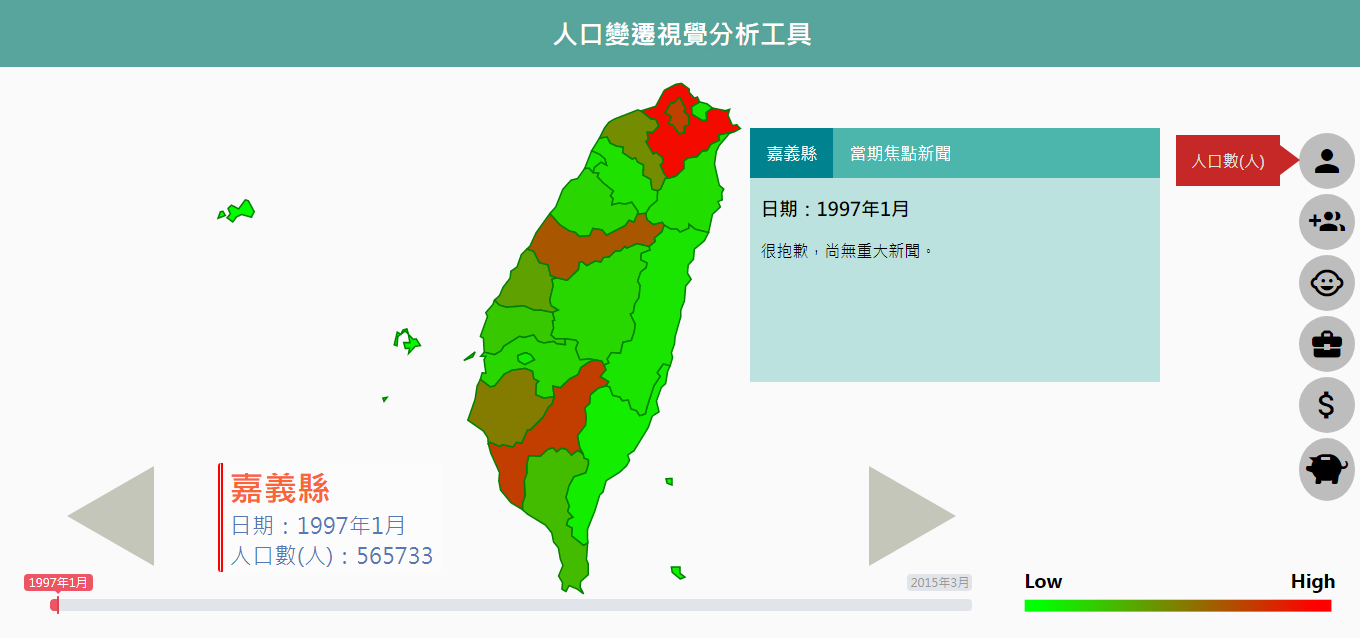 人口變遷視覺分析工具
嘉義縣
當期焦點新聞
日期：1997年1月
很抱歉，尚無重大新聞。
人口數(人)
嘉義縣
日期：1997年1月
人口數(人)：565733
1997年1月
2015年3月
Low
High